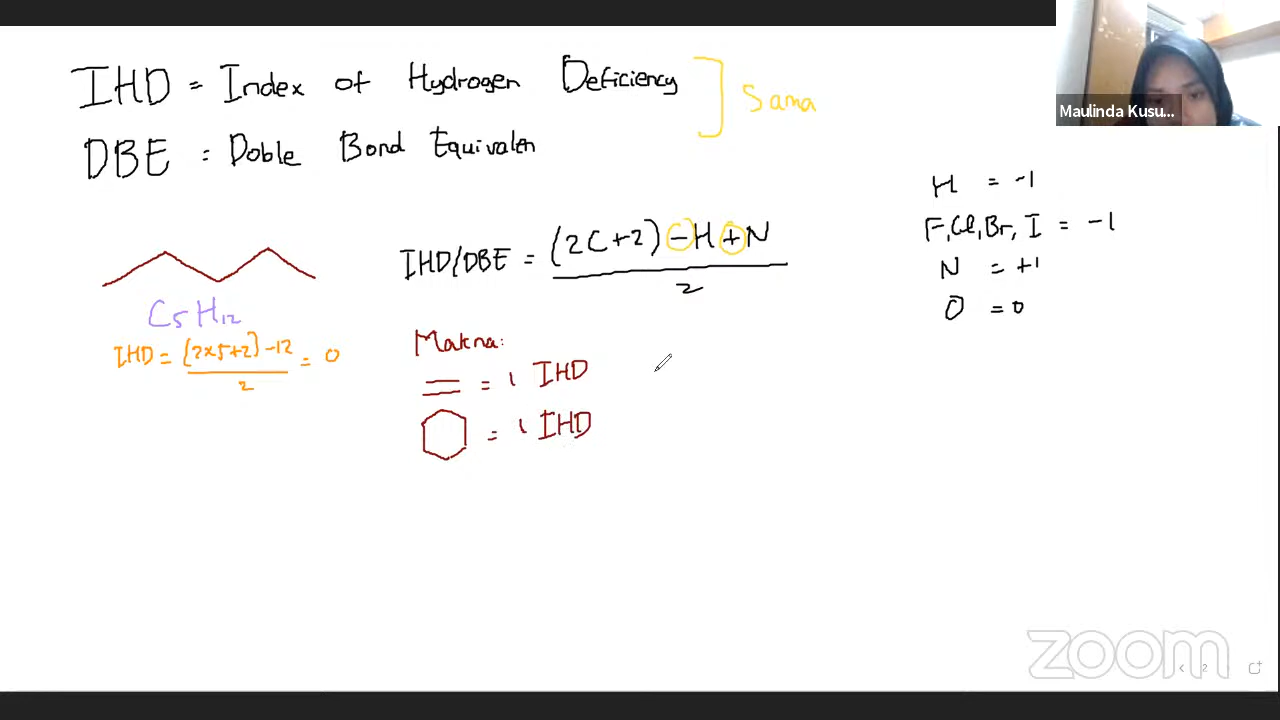 IHD = Index of Hydrogen Deficiency
DBE = Doble Bond Equivalen
Sama
Maulinda Kusu...
H = -1
F, Cl, Br, I = -1
N = +1
O = 0
IHD/DBE = (2C+2) - H + N
2
C5H12
IHD = (2x5+2) - 12 = 0
2
Makna:
= = 1 IHD
= 1 IHD
zoom
2